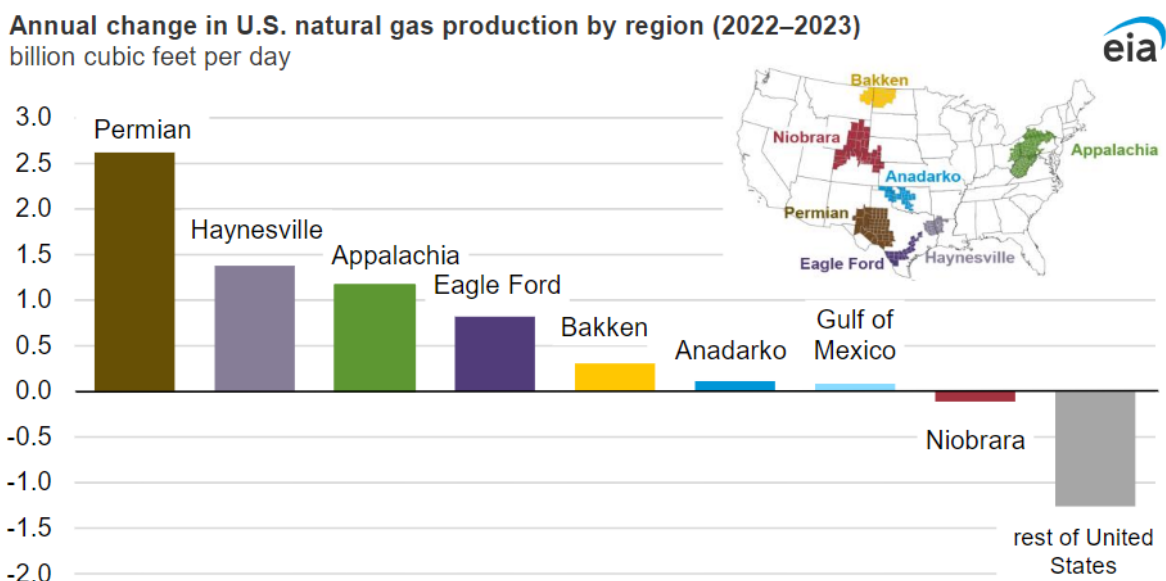 Annual change in U.S. natural gas production by region (2022–2023)
billion cubic feet per day
eia
3.0
2.5
2.0
1.5
1.0
0.5
0.0
-0.5
-1.0
-1.5
-2.0
Permian
Haynesville
Appalachia
Eagle Ford
Bakken
Anadarko
Gulf of
Mexico
Niobrara
rest of United
States
Bakken
Niobrara
Appalachia
Anadarko
Permian
Eagle Ford
Haynesville